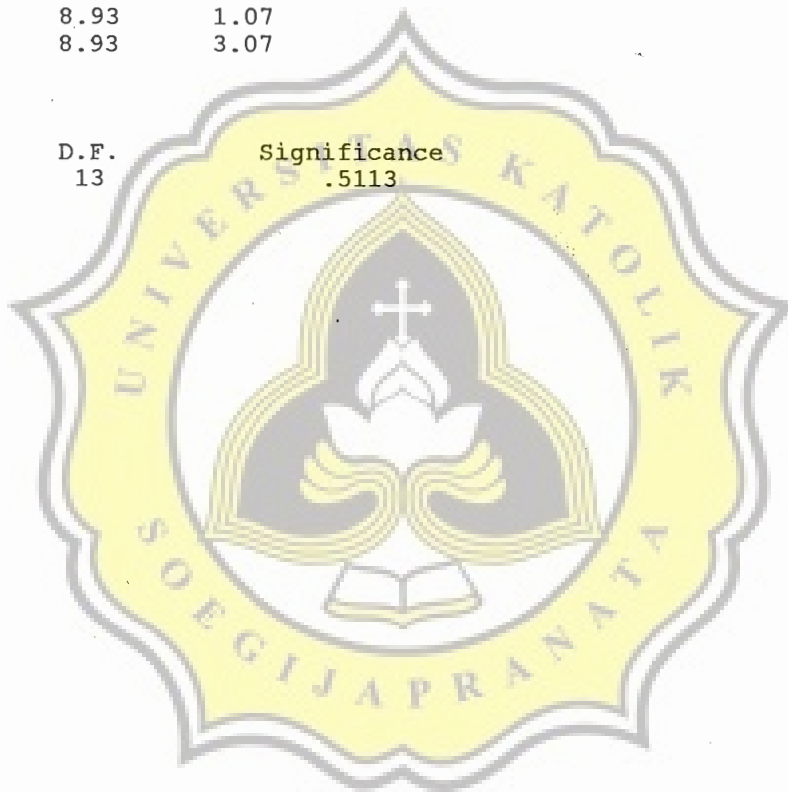 8.93 1.07
8.93 3.07
D.F. Significance
13 .5113
UNIVERSITAS KATOLIK
SOEGIJAPRANATA